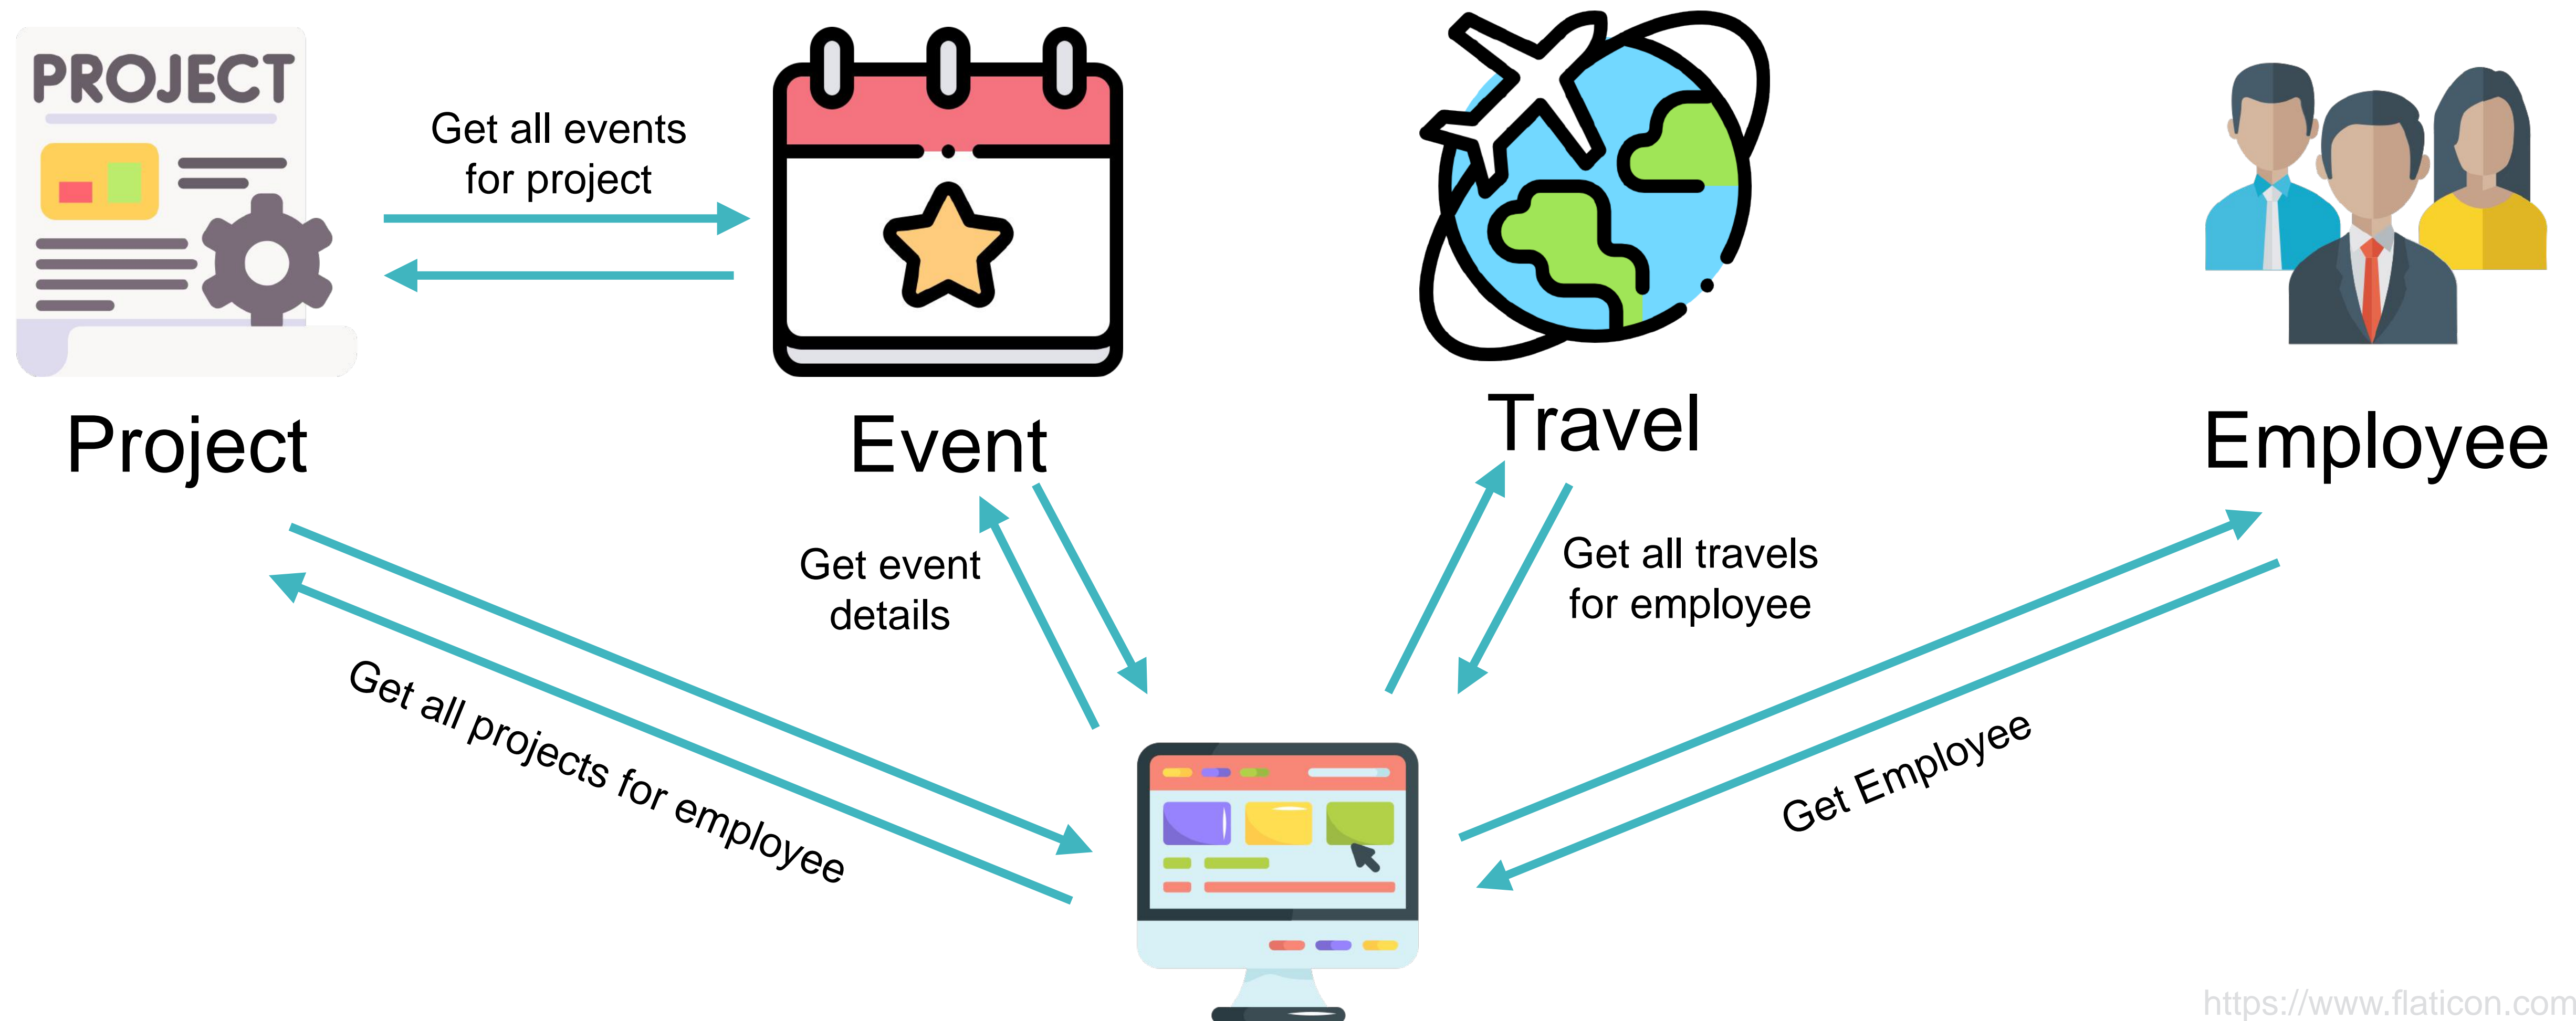 PROJECT
Get all events
for project
Project
Event
Travel
Employee
Get event
details
Get all travels
for employee
Get all projects for employee
Get Employee
https://www.flaticon.com